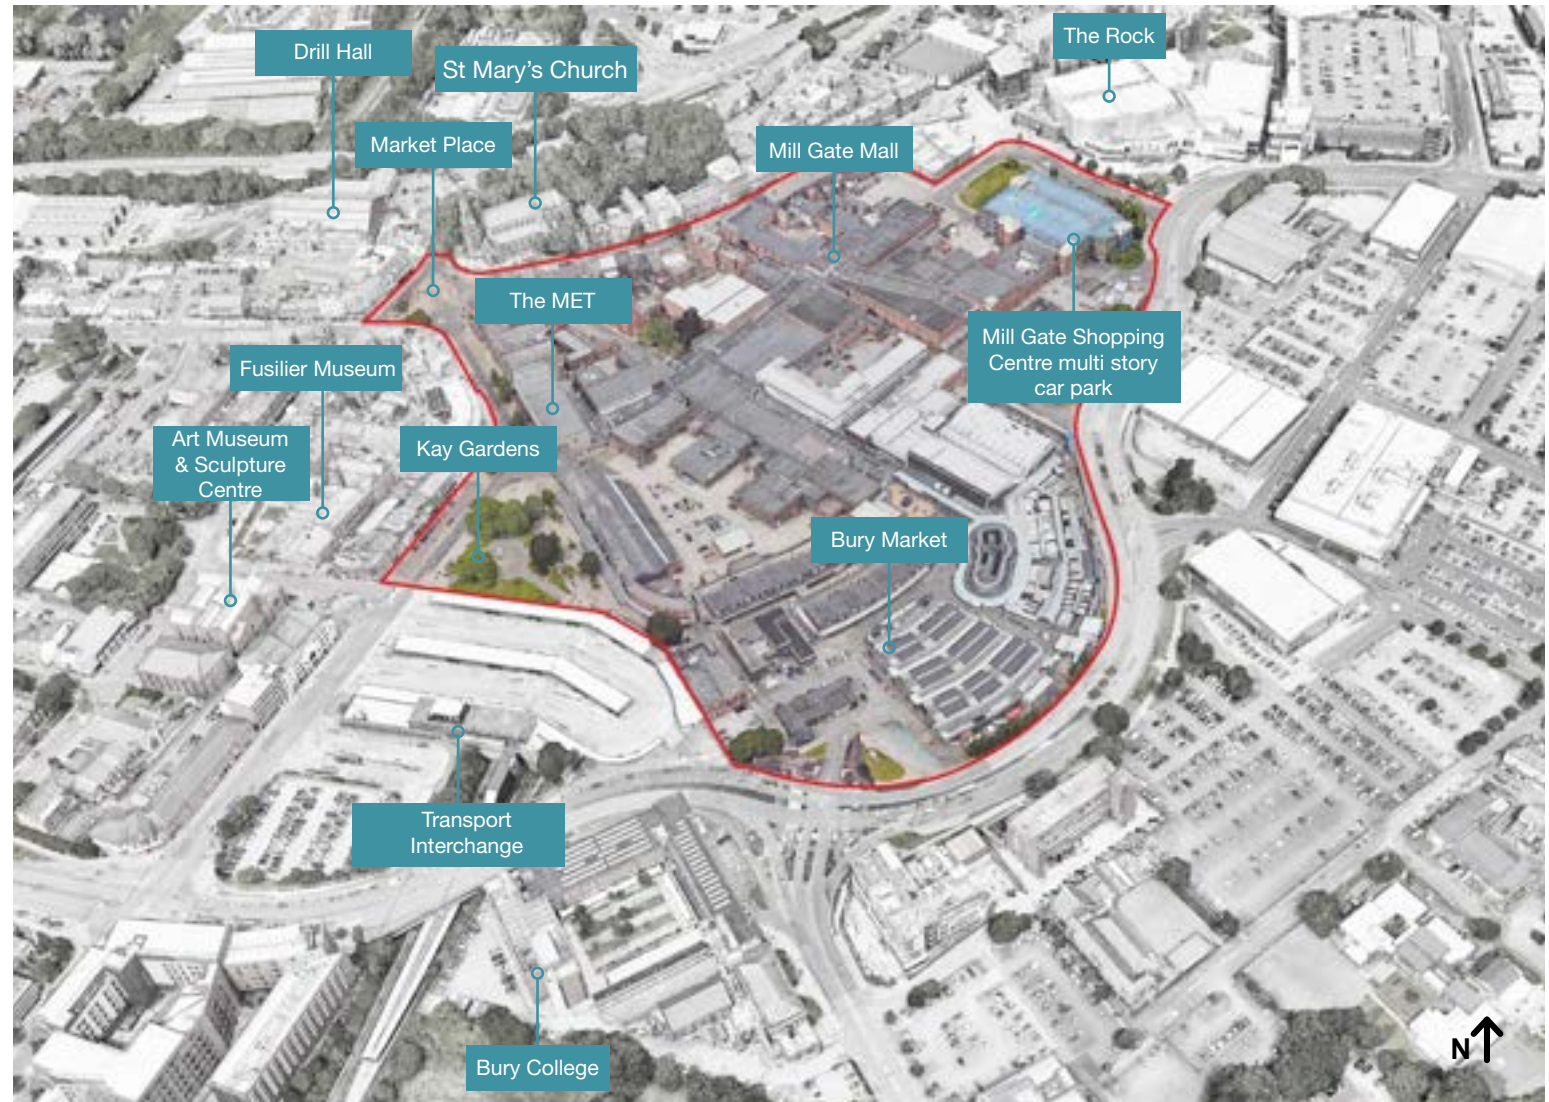 The Rock
Drill Hall
St Mary’s Church
Market Place
Mill Gate Mall
The MET
Mill Gate Shopping
Centre multi story
car park
Fusilier Museum
Art Museum
& Sculpture
Centre
Kay Gardens
Bury Market
Transport
Interchange
Bury College
N